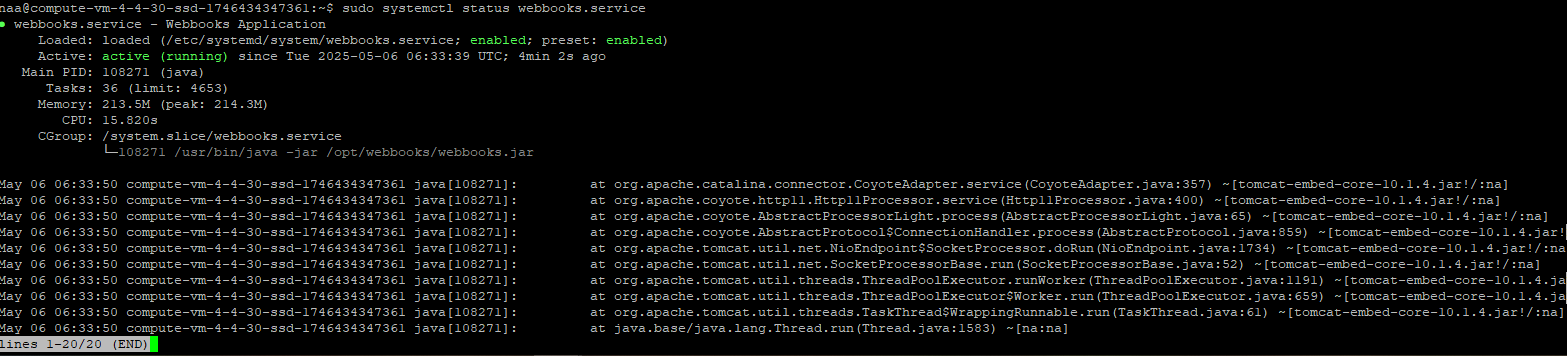 naa@compute-vm-4-4-30-ssd-1746434347361:~$ sudo systemctl status webbooks.service
● webbooks.service - Webbooks Application
     Loaded: loaded (/etc/systemd/system/webbooks.service; enabled; preset: enabled)
     Active: active (running) since Tue 2025-05-06 06:33:39 UTC; 4min 2s ago
   Main PID: 108271 (java)
      Tasks: 36 (limit: 4653)
     Memory: 213.5M (peak: 214.3M)
        CPU: 15.820s
     CGroup: /system.slice/webbooks.service
             └─108271 /usr/bin/java -jar /opt/webbooks/webbooks.jar
May 06 06:33:50 compute-vm-4-4-30-ssd-1746434347361 java[108271]:         at org.apache.catalina.connector.CoyoteAdapter.service(CoyoteAdapter.java:357) ~[tomcat-embed-core-10.1.4.jar!/:na]
May 06 06:33:50 compute-vm-4-4-30-ssd-1746434347361 java[108271]:         at org.apache.coyote.http11.Http11Processor.service(Http11Processor.java:400) ~[tomcat-embed-core-10.1.4.jar!/:na]
May 06 06:33:50 compute-vm-4-4-30-ssd-1746434347361 java[108271]:         at org.apache.coyote.AbstractProcessorLight.process(AbstractProcessorLight.java:65) ~[tomcat-embed-core-10.1.4.jar!/:na]
May 06 06:33:50 compute-vm-4-4-30-ssd-1746434347361 java[108271]:         at org.apache.coyote.AbstractProtocol$ConnectionHandler.process(AbstractProtocol.java:859) ~[tomcat-embed-core-10.1.4.jar!
May 06 06:33:50 compute-vm-4-4-30-ssd-1746434347361 java[108271]:         at org.apache.tomcat.util.net.NioEndpoint$SocketProcessor.doRun(NioEndpoint.java:1734) ~[tomcat-embed-core-10.1.4.jar!/:na]
May 06 06:33:50 compute-vm-4-4-30-ssd-1746434347361 java[108271]:         at org.apache.tomcat.util.net.SocketProcessorBase.run(SocketProcessorBase.java:52) ~[tomcat-embed-core-10.1.4.jar!/:na]
May 06 06:33:50 compute-vm-4-4-30-ssd-1746434347361 java[108271]:         at org.apache.tomcat.util.threads.ThreadPoolExecutor.runWorker(ThreadPoolExecutor.java:1191) ~[tomcat-embed-core-10.1.4.ja
May 06 06:33:50 compute-vm-4-4-30-ssd-1746434347361 java[108271]:         at org.apache.tomcat.util.threads.ThreadPoolExecutor$Worker.run(ThreadPoolExecutor.java:659) ~[tomcat-embed-core-10.1.4.ja
May 06 06:33:50 compute-vm-4-4-30-ssd-1746434347361 java[108271]:         at org.apache.tomcat.util.threads.TaskThread$WrappingRunnable.run(TaskThread.java:61) ~[tomcat-embed-core-10.1.4.jar!/:na]
May 06 06:33:50 compute-vm-4-4-30-ssd-1746434347361 java[108271]:         at java.base/java.lang.Thread.run(Thread.java:1583) ~[na:na]
lines 1-20/20 (END)